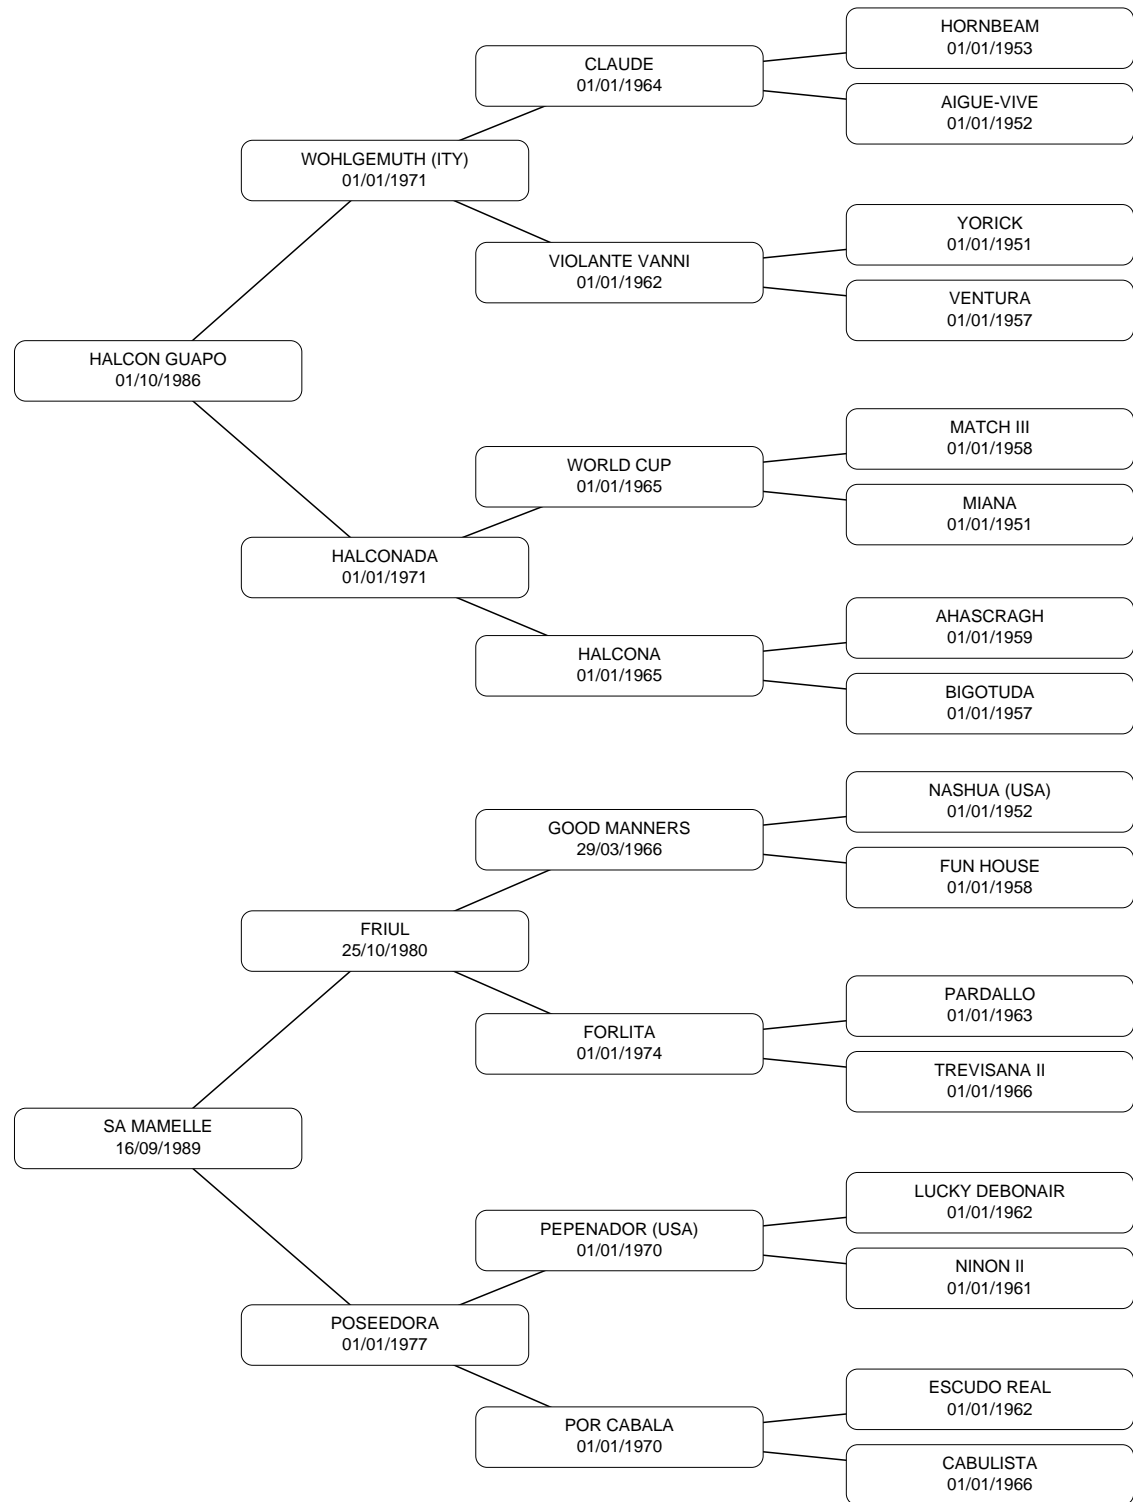 HORNBEAM
01/01/1953
CLAUDE
01/01/1964
AIGUE-VIVE
01/01/1952
WOHLGEMUTH (ITY)
01/01/1971
YORICK
01/01/1951
VIOLANTE VANNI
01/01/1962
VENTURA
01/01/1957
HALCON GUAPO
01/10/1986
MATCH III
01/01/1958
WORLD CUP
01/01/1965
MIANA
01/01/1951
HALCONADA
01/01/1971
AHASCRAGH
01/01/1959
HALCONA
01/01/1965
BIGOTUDA
01/01/1957
NASHUA (USA)
01/01/1952
GOOD MANNERS
29/03/1966
FUN HOUSE
01/01/1958
FRIUL
25/10/1980
PARDALLO
01/01/1963
FORLITA
01/01/1974
TREVISANA II
01/01/1966
SA MAMELLE
16/09/1989
LUCKY DEBONAIR
01/01/1962
PEPENADOR (USA)
01/01/1970
NINON II
01/01/1961
POSEEDORA
01/01/1977
ESCUDO REAL
01/01/1962
POR CABALA
01/01/1970
CABULISTA
01/01/1966